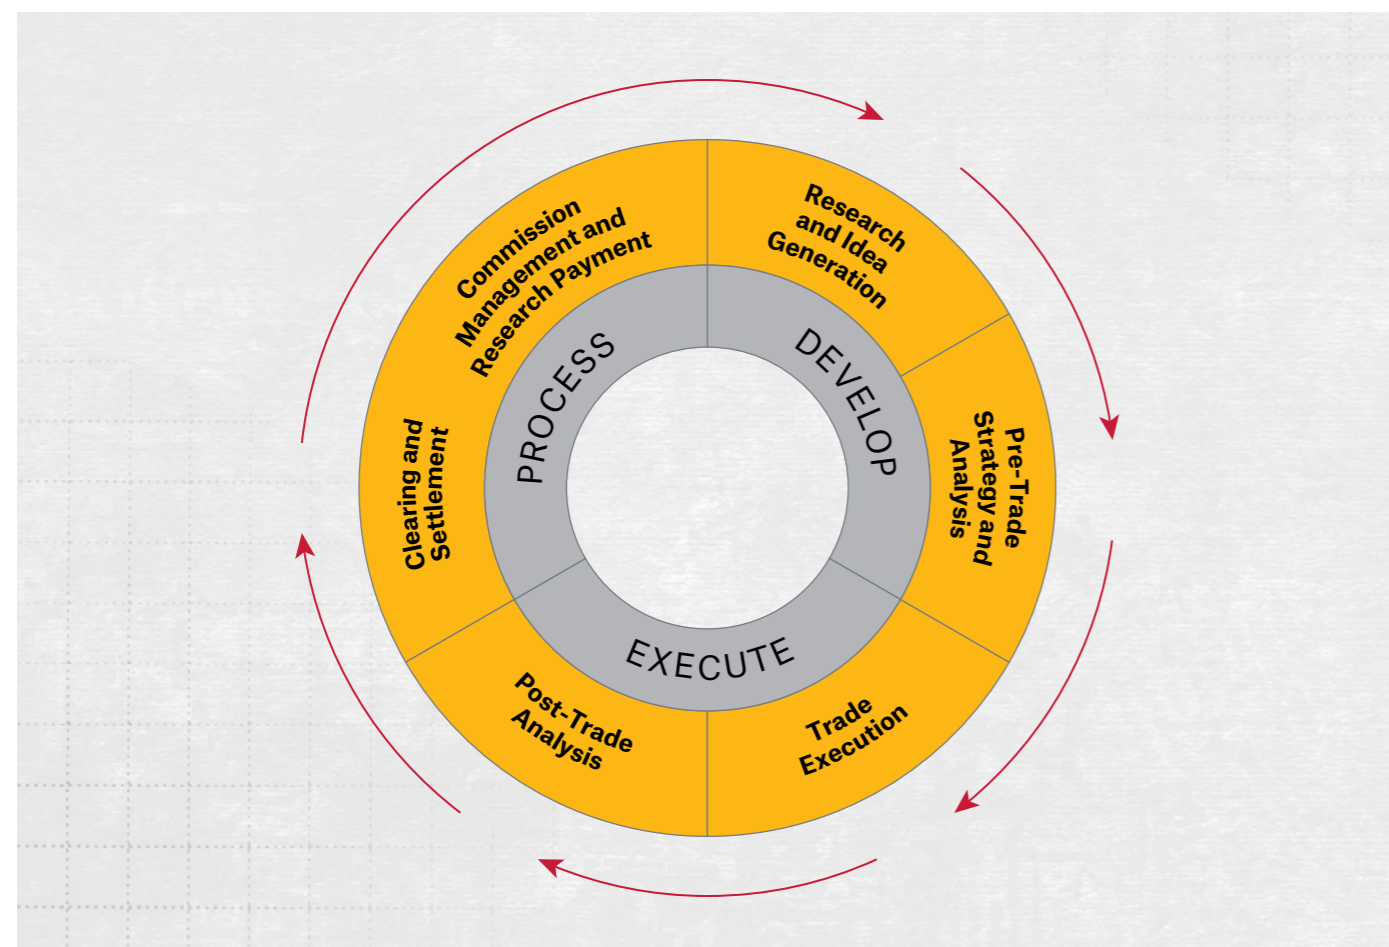 Research
and Idea
Generation
Pre-Trade
Strategy and
Analysis
Trade
Execution
Post-Trade
Analysis
Clearing and
Settlement
Commission
Management and
Research Payment
DEVELOP
EXECUTE
PROCESS